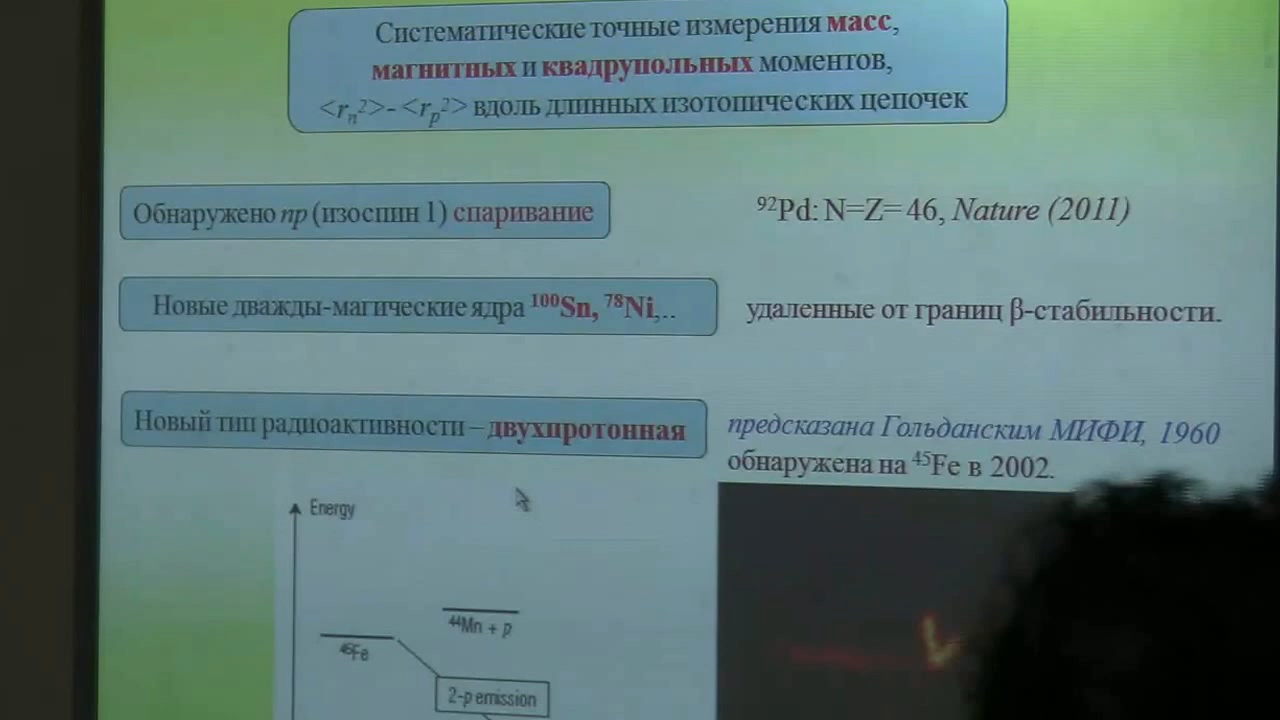 Систематические точные измерения масс,
магнитных и квадрупольных моментов,
<rₙ²>- <rₚ²> вдоль длинных изотопических цепочек
Обнаружено np (изоспин 1) спаривание
⁹²Pd: N=Z= 46, Nature (2011)
Новые дважды-магические ядра ¹⁰⁰Sn, ⁷⁸Ni,..
удаленные от границ β-стабильности.
Новый тип радиоактивности – двухпротонная
предсказана Гольданским МИФИ, 1960
обнаружена на ⁴⁵Fe в 2002.
Energy
⁴⁴Mn + p
⁴⁵Fe
2-p emission